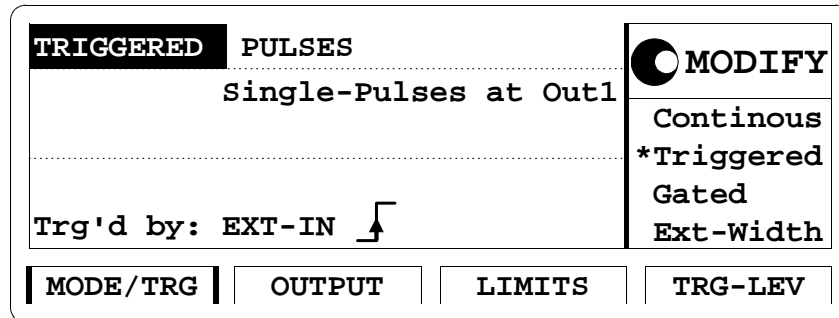 TRIGGERED PULSES
Single-Pulses at Out1
Trg'd by: EXT-IN
MODIFY
Continous
*Triggered
Gated
Ext-Width
MODE/TRG
OUTPUT
LIMITS
TRG-LEV